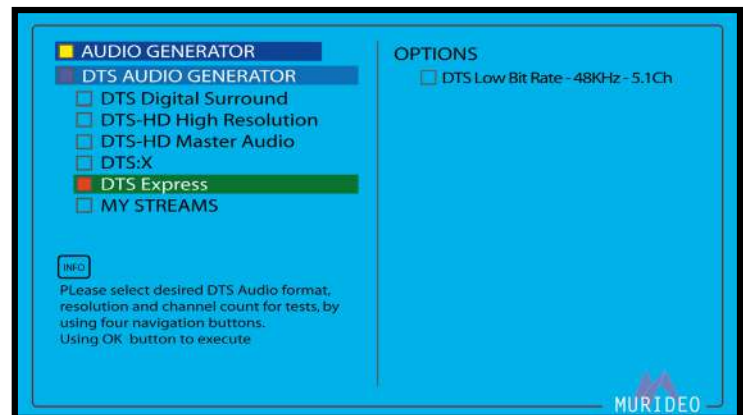 AUDIO GENERATOR
DTS AUDIO GENERATOR
DTS Digital Surround
DTS-HD High Resolution
DTS-HD Master Audio
DTS:X
DTS Express
MY STREAMS
INFO
PLease select desired DTS Audio format,
resolution and channel count for tests, by
using four navigation buttons.
Using OK button to execute
OPTIONS
DTS Low Bit Rate - 48KHz - 5.1Ch
MURIDEO